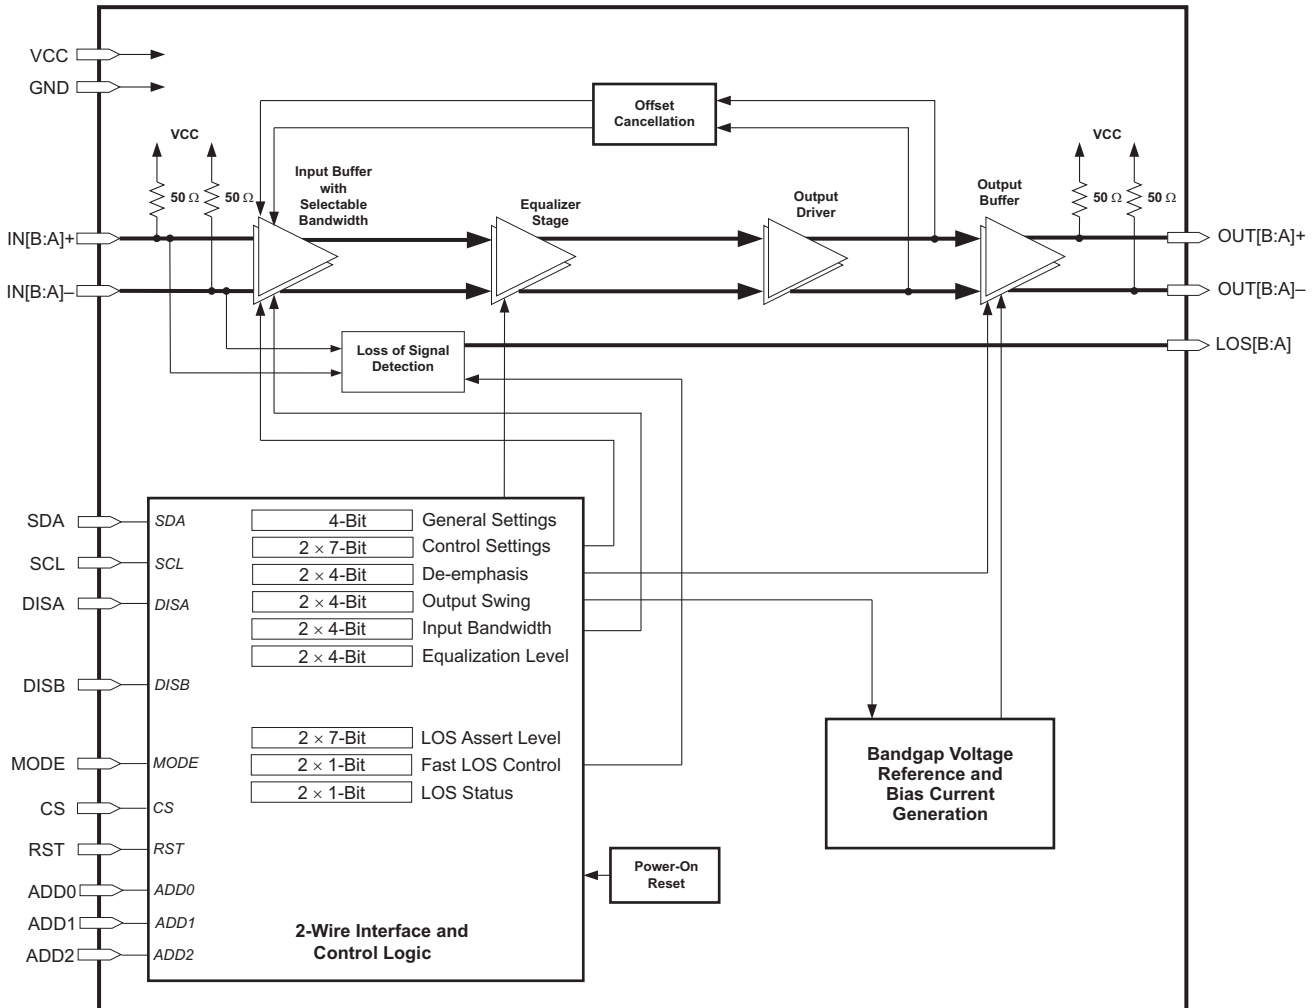 VCC
GND
Offset
Cancellation
VCC
VCC
Input Buffer
with
Selectable
Bandwidth
50 Ω
50 Ω
Equalizer
Stage
Output
Driver
Output
Buffer
50 Ω
50 Ω
IN[B:A]+
OUT[B:A]+
IN[B:A]–
OUT[B:A]–
Loss of Signal
Detection
LOS[B:A]
SDA
SDA
4-Bit
General Settings
2 × 7-Bit
Control Settings
SCL
SCL
2 × 4-Bit
De-emphasis
DISA
DISA
2 × 4-Bit
Output Swing
2 × 4-Bit
Input Bandwidth
2 × 4-Bit
Equalization Level
DISB
DISB
2 × 7-Bit
LOS Assert Level
MODE
MODE
2 × 1-Bit
Fast LOS Control
2 × 1-Bit
LOS Status
CS
CS
RST
RST
ADD0
ADD0
ADD1
ADD1
ADD2
ADD2
2-Wire Interface and
Control Logic
Power-On
Reset
Bandgap Voltage
Reference and
Bias Current
Generation